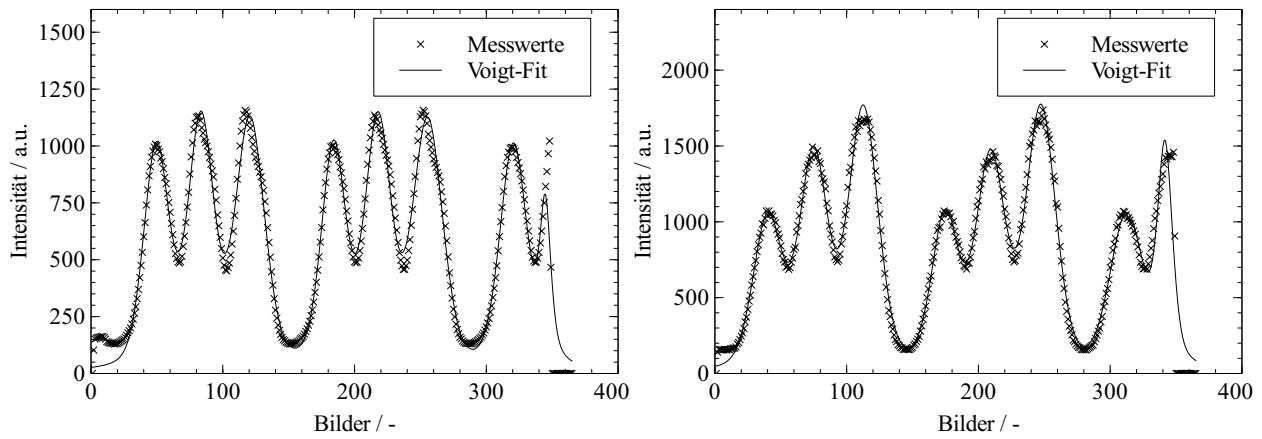 1500
1250
1000
750
500
250
0
Intensität / a.u.
Messwerte
Voigt-Fit
0 100 200 300 400
Bilder / -
2000
1500
1000
500
0
Intensität / a.u.
Messwerte
Voigt-Fit
0 100 200 300 400
Bilder / -